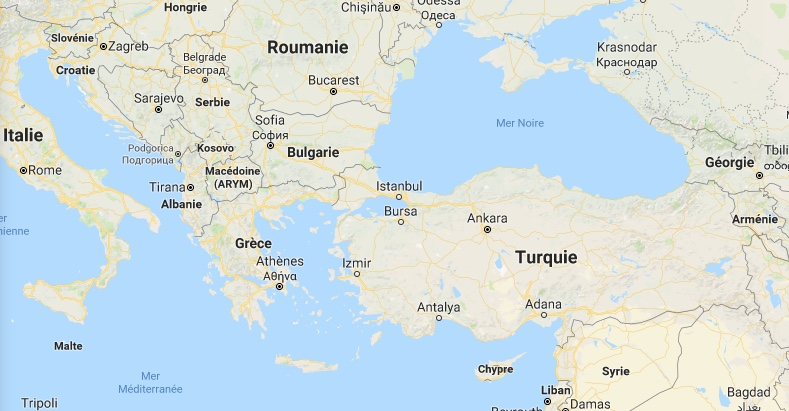 Hongrie
Chișinău
Odessa
Одеса
Slovénie
Zagreb
Roumanie
Krasnodar
Краснодар
Croatie
Belgrade
Београд
Bucarest
Sarajevo
Serbie
Italie
Sofia
София
Mer Noire
Podgorica
Подгорица
Kosovo
Bulgarie
Géorgie
Rome
Macédoine
(ARYM)
Tirana
Istanbul
Albanie
Bursa
Ankara
Arménie
Grèce
Turquie
Athènes
Αθήνα
Izmir
Antalya
Adana
Malte
Mer
Méditerranée
Chypre
Syrie
Liban
Bagdad
Damas
Tripoli